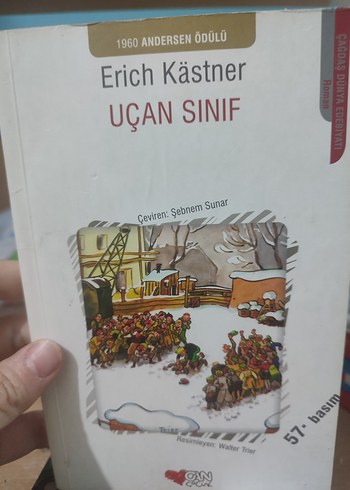 1960 ANDERSEN ÖDÜLÜ
Erich Kästner
UÇAN SINIF
ÇAĞDAŞ DÜNYA EDEBİYATI
Roman
Çeviren: Şebnem Sunar
Resimleyen: Walter Trier
57. basım
CAN
ÇOCUK